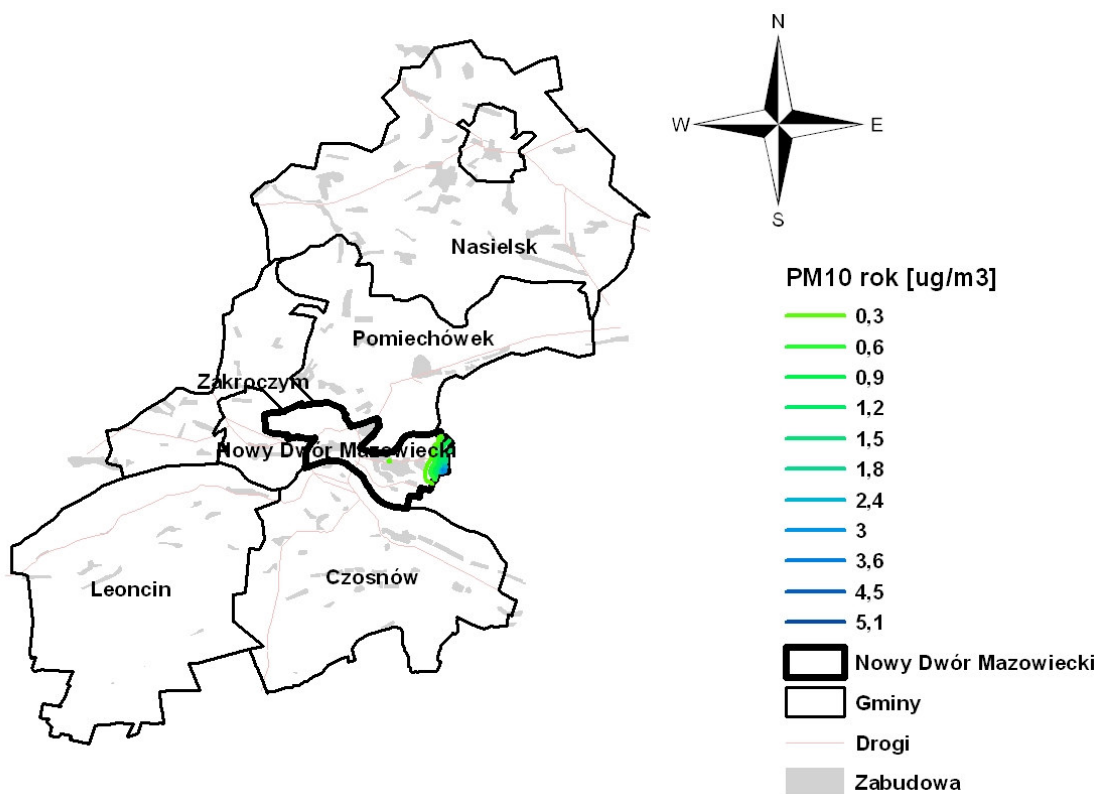 N
W
E
S
Nasielsk
Pomiechówek
Zakroczym
Nowy Dwór Mazowiecki
Leoncin
Czosnów
PM10 rok [ug/m3]
0,3
0,6
0,9
1,2
1,5
1,8
2,4
3
3,6
4,5
5,1
Nowy Dwór Mazowiecki
Gminy
Drogi
Zabudowa